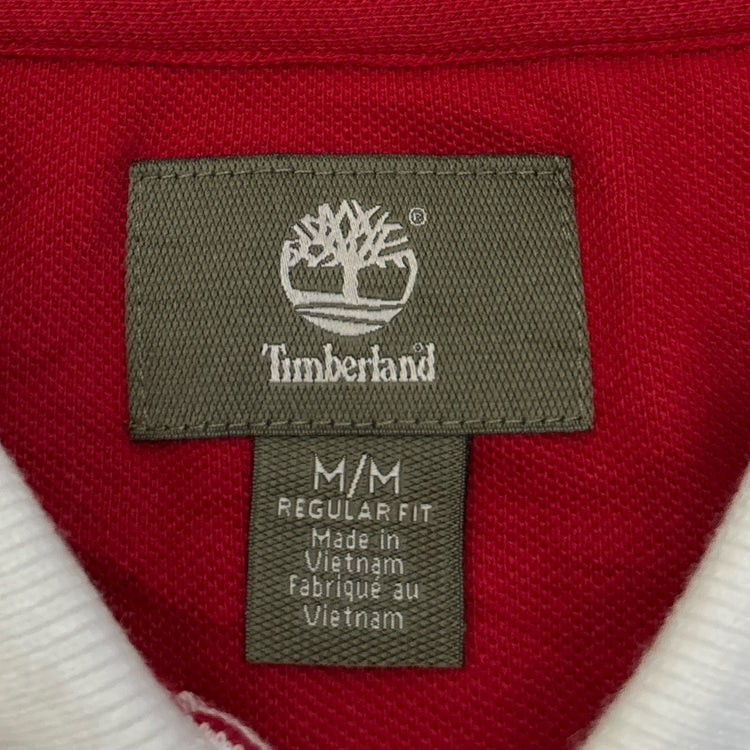 ®
Timberland®
M/M
REGULAR FIT
Made in
Vietnam
Fabriqué au
Vietnam